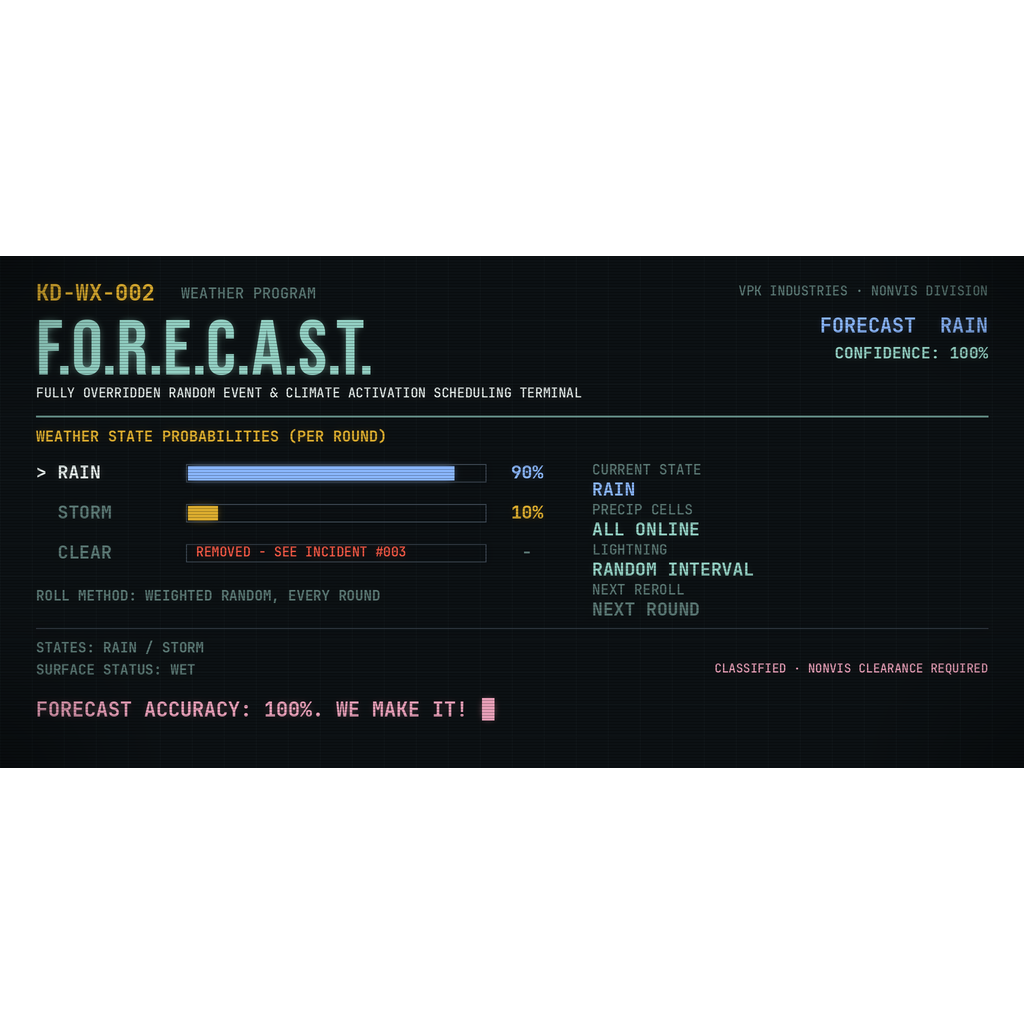 KD-WX-002 WEATHER PROGRAM
VPK INDUSTRIES · NONVIS DIVISION
F.O.R.E.C.A.S.T.
FORECAST RAIN
CONFIDENCE: 100%
FULLY OVERRIDDEN RANDOM EVENT & CLIMATE ACTIVATION SCHEDULING TERMINAL
WEATHER STATE PROBABILITIES (PER ROUND)
> RAIN 90%
STORM 10%
CLEAR REMOVED - SEE INCIDENT #003 -
ROLL METHOD: WEIGHTED RANDOM, EVERY ROUND
CURRENT STATE
RAIN
PRECIP CELLS
ALL ONLINE
LIGHTNING
RANDOM INTERVAL
NEXT REROLL
NEXT ROUND
STATES: RAIN / STORM
SURFACE STATUS: WET
CLASSIFIED · NONVIS CLEARANCE REQUIRED
FORECAST ACCURACY: 100%. WE MAKE IT!